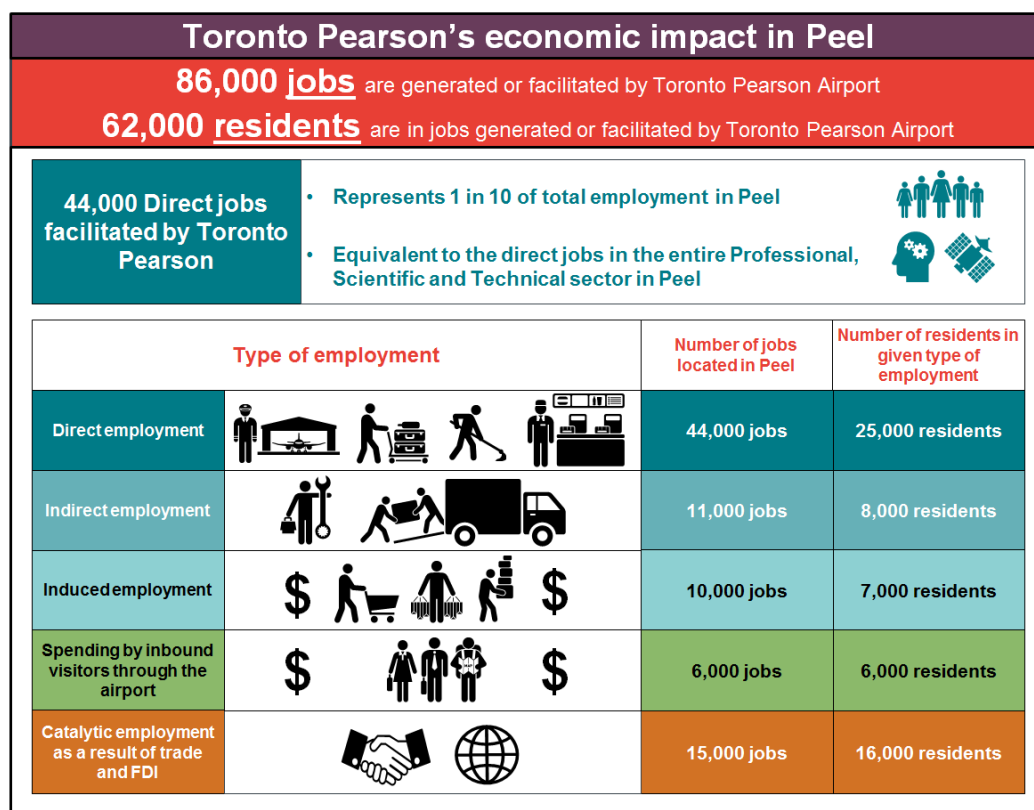 Toronto Pearson's economic impact in Peel
86,000 jobs are generated or facilitated by Toronto Pearson Airport
62,000 residents are in jobs generated or facilitated by Toronto Pearson Airport
44,000 Direct jobs
facilitated by Toronto
Pearson
• Represents 1 in 10 of total employment in Peel
• Equivalent to the direct jobs in the entire Professional,
Scientific and Technical sector in Peel
Type of employment
Number of jobs
located in Peel
Number of residents in
given type of
employment
Direct employment
44,000 jobs
25,000 residents
Indirect employment
11,000 jobs
8,000 residents
Induced employment
$
$
10,000 jobs
7,000 residents
Spending by inbound
visitors through the
airport
$
$
6,000 jobs
6,000 residents
Catalytic employment
as a result of trade
and FDI
15,000 jobs
16,000 residents